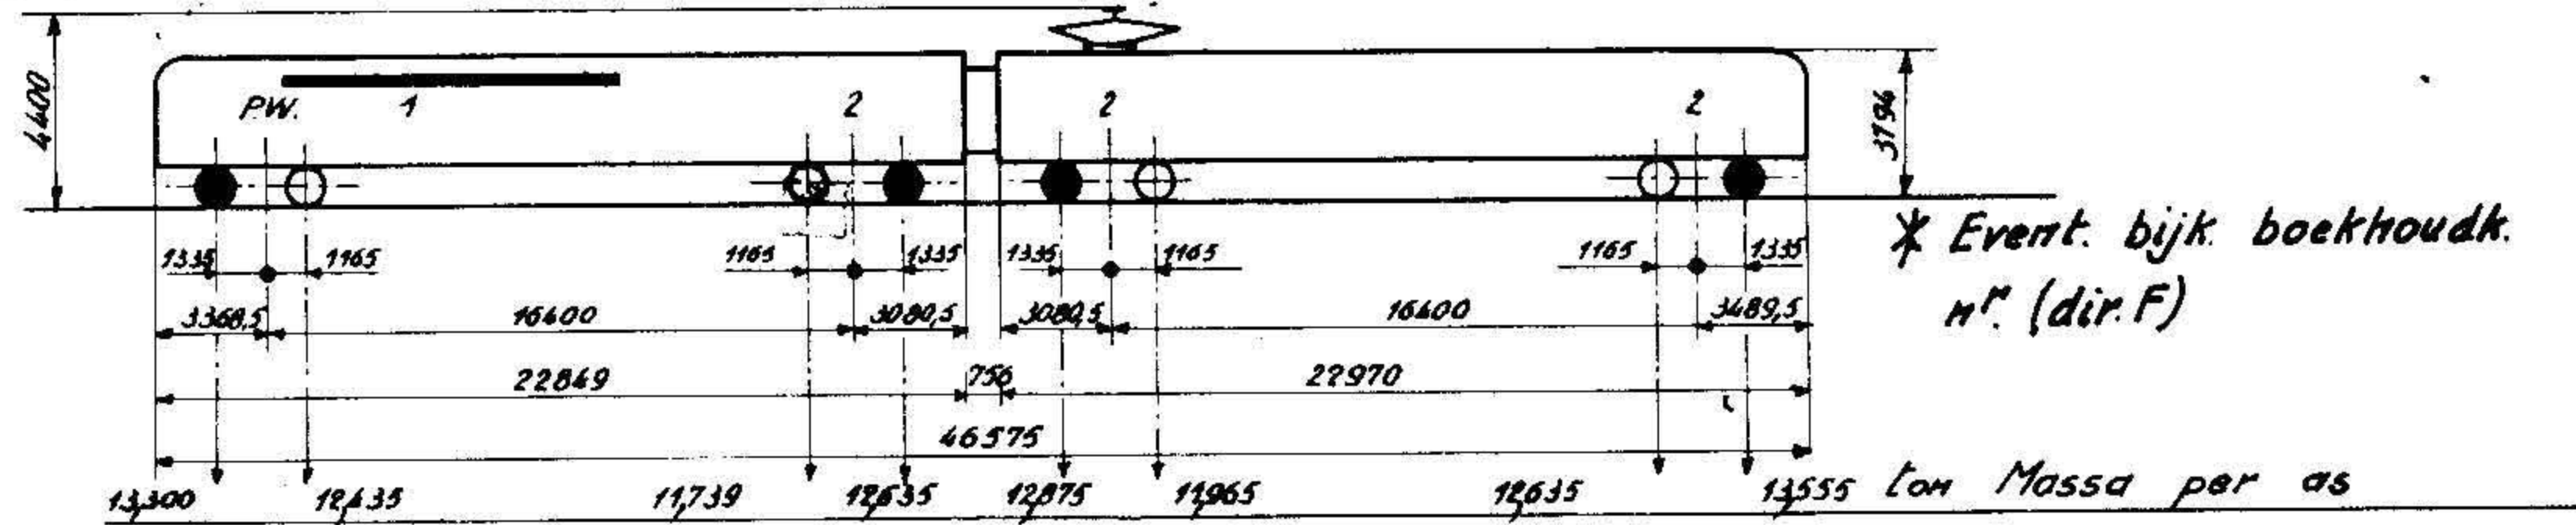 4400
PW. 1 2 2 2
3794
1335 1165 1165 1335 1335 1165 1165 1335
* Event. bijk. boekhoudk.
nr. (dir. F)
3368,5 16400 3080,5 3080,5 16400 3489,5
22849 756 22970
46575
13,300 12,435 11,739 12,635 12,875 11,965 12,635 13,555 ton Massa per as